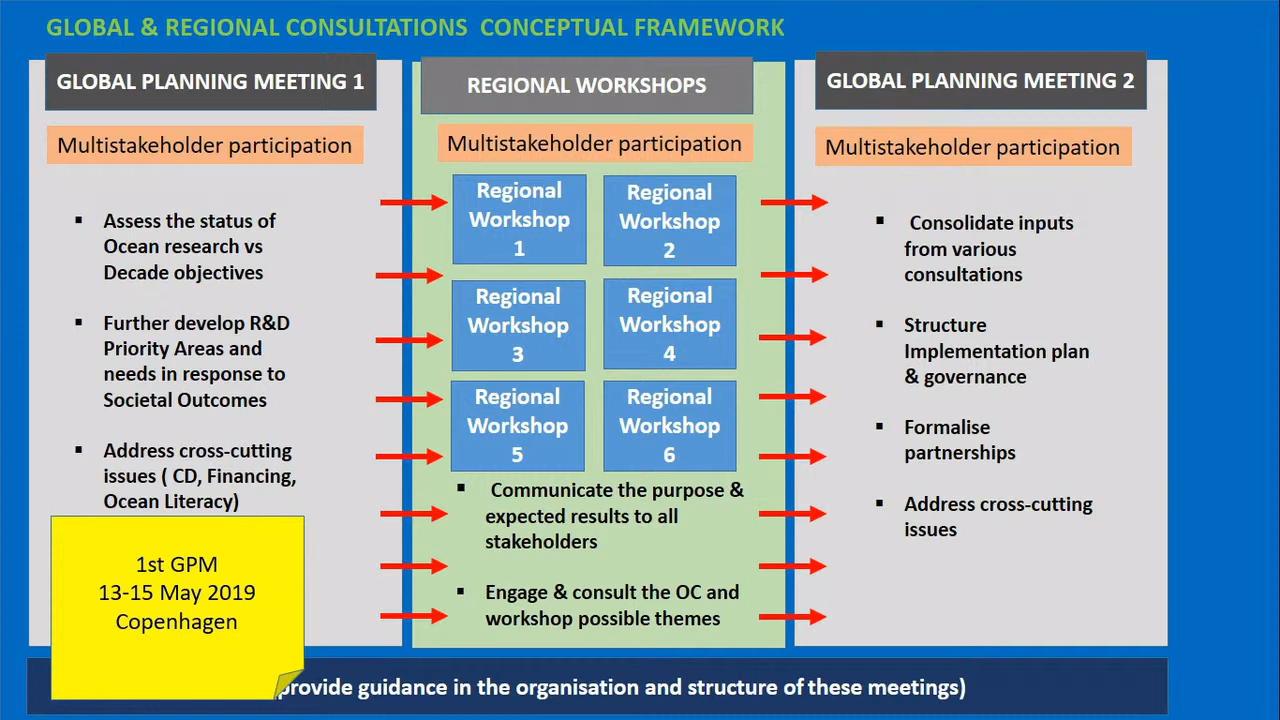 GLOBAL & REGIONAL CONSULTATIONS CONCEPTUAL FRAMEWORK
GLOBAL PLANNING MEETING 1
Multistakeholder participation
▪ Assess the status of
Ocean research vs
Decade objectives
▪ Further develop R&D
Priority Areas and
needs in response to
Societal Outcomes
▪ Address cross-cutting
issues ( CD, Financing,
Ocean Literacy)
1st GPM
13-15 May 2019
Copenhagen
REGIONAL WORKSHOPS
Multistakeholder participation
Regional
Workshop
1
Regional
Workshop
2
Regional
Workshop
3
Regional
Workshop
4
Regional
Workshop
5
Regional
Workshop
6
▪ Communicate the purpose &
expected results to all
stakeholders
▪ Engage & consult the OC and
workshop possible themes
GLOBAL PLANNING MEETING 2
Multistakeholder participation
▪ Consolidate inputs
from various
consultations
▪ Structure
Implementation plan
& governance
▪ Formalise
partnerships
▪ Address cross-cutting
issues
provide guidance in the organisation and structure of these meetings)